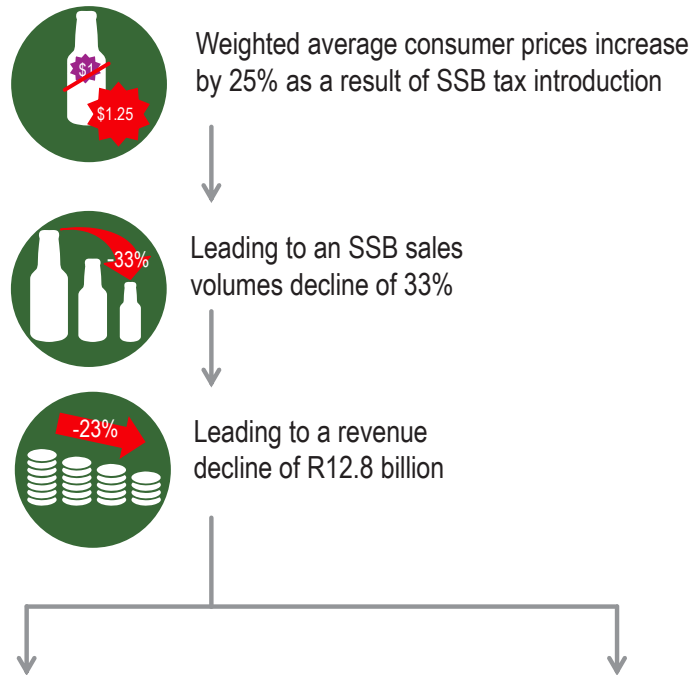 $1
$1.25
Weighted average consumer prices increase
by 25% as a result of SSB tax introduction
-33%
Leading to an SSB sales
volumes decline of 33%
-23%
Leading to a revenue
decline of R12.8 billion